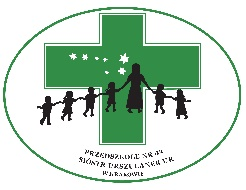 PRZEDSZKOLE NR 
SIÓSTR URSZULANEK UR
W KRAKOWIE